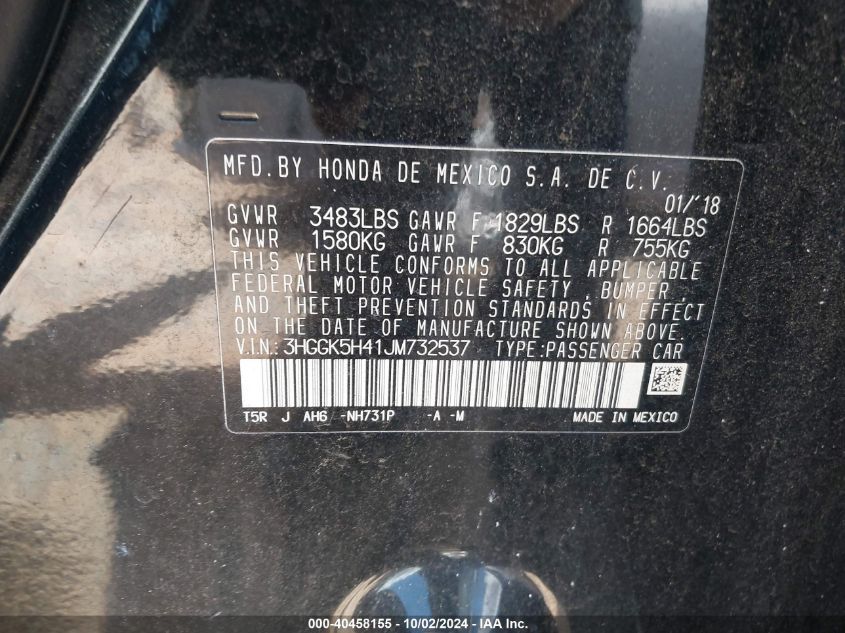 MFD.BY HONDA DE MEXICO S.A. DE C.V.
01/'18
GVWR 3483LBS GAWR F 1829LBS R 1664LBS
GVWR 1580KG GAWR F 830KG R 755KG
THIS VEHICLE CONFORMS TO ALL APPLICABLE
FEDERAL MOTOR VEHICLE SAFETY, BUMPER,
AND THEFT PREVENTION STANDARDS IN EFFECT
ON THE DATE OF MANUFACTURE SHOWN ABOVE.
V.I.N.: 3HGGK5H41JM732537 TYPE:PASSENGER CAR
T5R J AH6 -NH731P -A -M MADE IN MEXICO
000-40458155 - 10/02/2024 - IAA Inc.